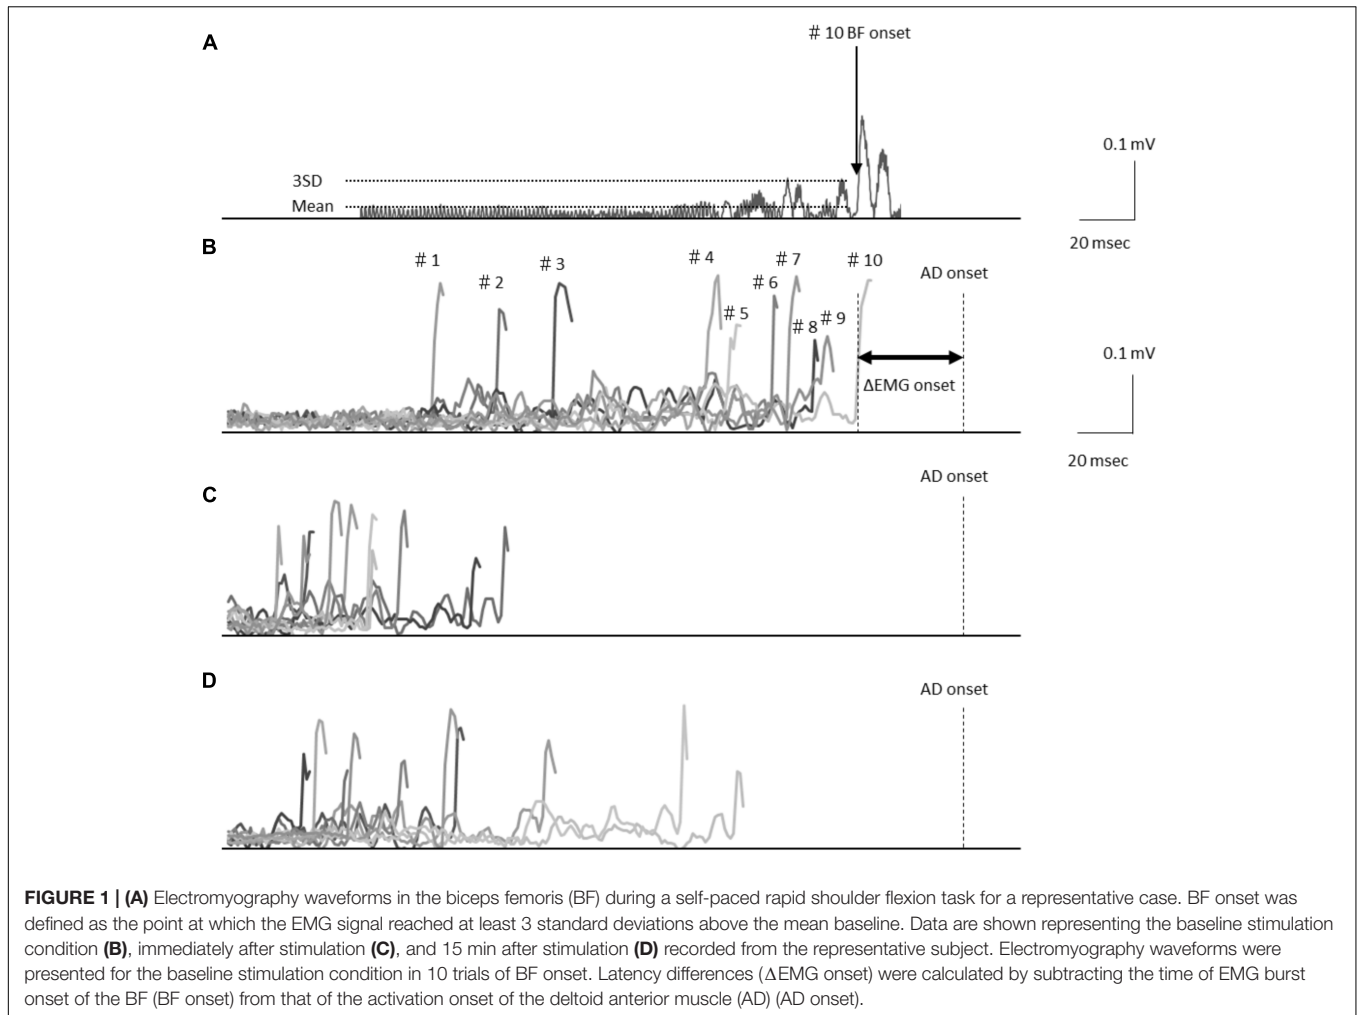 A
# 10 BF onset
0.1 mV
3SD
Mean
20 msec
B
# 1
# 2
# 3
# 4
# 5
# 6
# 7
# 8
# 9
# 10
AD onset
0.1 mV
ΔEMG onset
20 msec
C
AD onset
D
AD onset
FIGURE 1 | (A) Electromyography waveforms in the biceps femoris (BF) during a self-paced rapid shoulder flexion task for a representative case. BF onset was
defined as the point at which the EMG signal reached at least 3 standard deviations above the mean baseline. Data are shown representing the baseline stimulation
condition (B), immediately after stimulation (C), and 15 min after stimulation (D) recorded from the representative subject. Electromyography waveforms were
presented for the baseline stimulation condition in 10 trials of BF onset. Latency differences (ΔEMG onset) were calculated by subtracting the time of EMG burst
onset of the BF (BF onset) from that of the activation onset of the deltoid anterior muscle (AD) (AD onset).